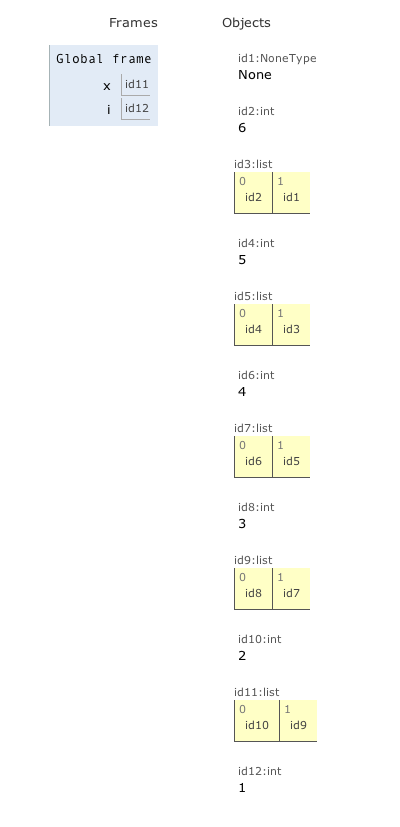 Frames Objects
Global frame
x id11
i id12
id1:NoneType
None
id2:int
6
id3:list
0 1
id2 id1
id4:int
5
id5:list
0 1
id4 id3
id6:int
4
id7:list
0 1
id6 id5
id8:int
3
id9:list
0 1
id8 id7
id10:int
2
id11:list
0 1
id10 id9
id12:int
1